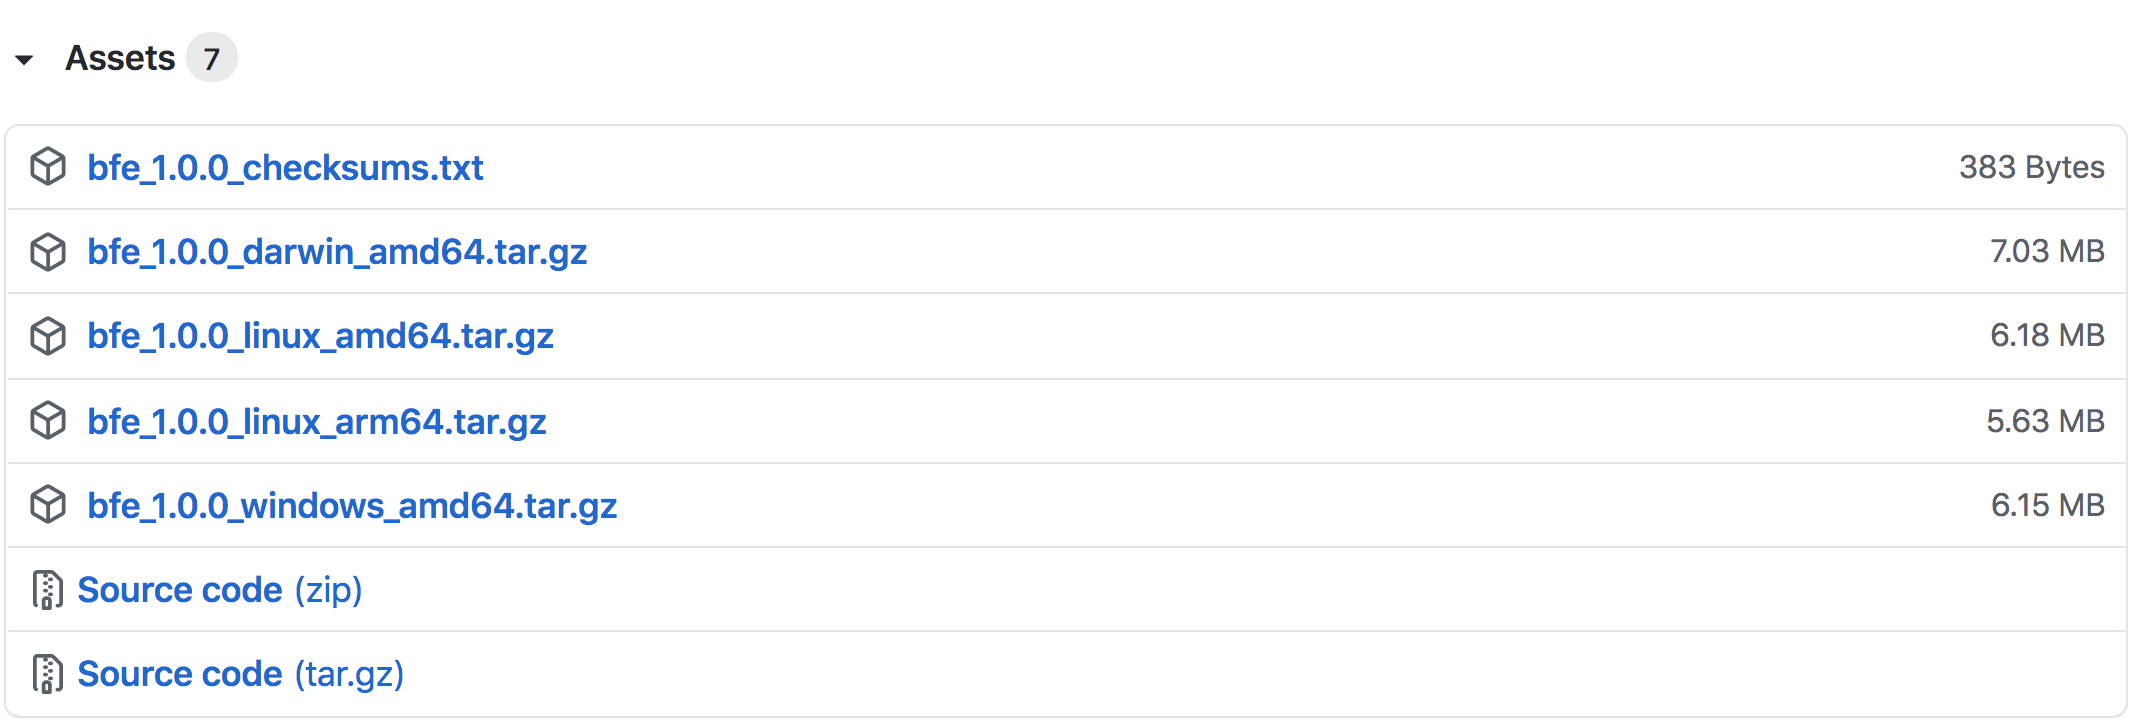 Assets 7
bfe_1.0.0_checksums.txt 383 Bytes
bfe_1.0.0_darwin_amd64.tar.gz 7.03 MB
bfe_1.0.0_linux_amd64.tar.gz 6.18 MB
bfe_1.0.0_linux_arm64.tar.gz 5.63 MB
bfe_1.0.0_windows_amd64.tar.gz 6.15 MB
Source code (zip)
Source code (tar.gz)